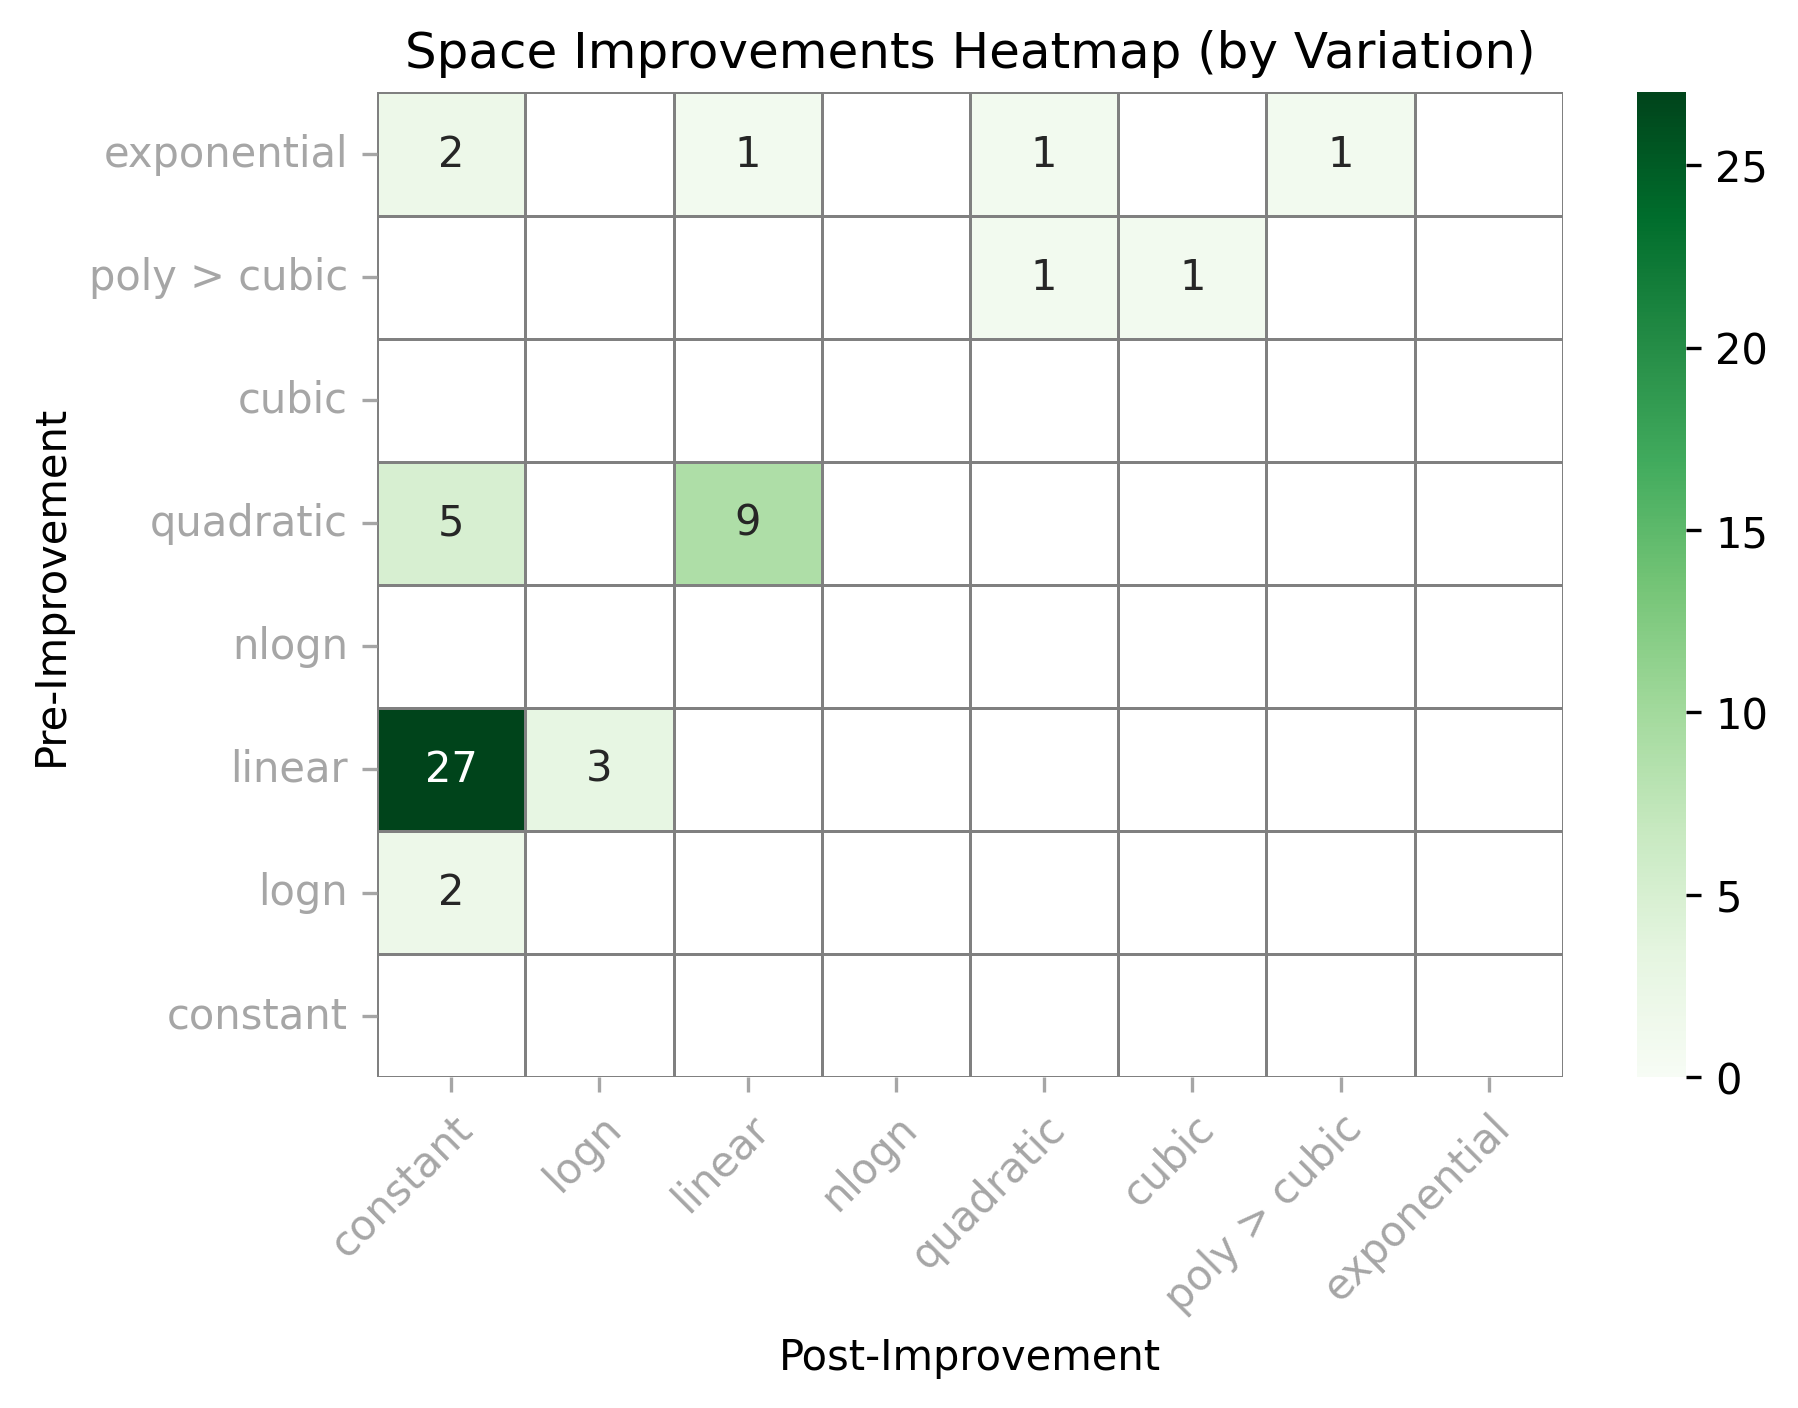 Space Improvements Heatmap (by Variation)
Pre-Improvement
exponential 2 1 1 1
poly > cubic 1 1
cubic
quadratic 5 9
nlogn
linear 27 3
logn 2
constant
constant logn linear nlogn quadratic cubic poly > cubic exponential
Post-Improvement
25
20
15
10
5
0